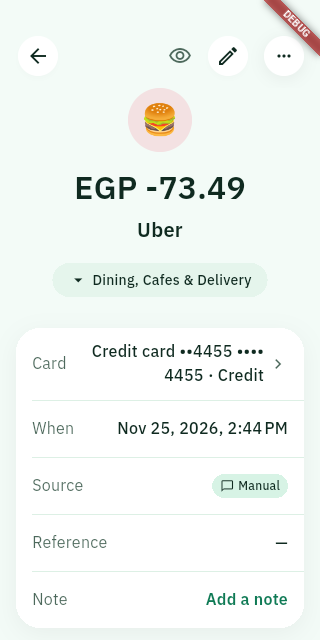 DEBUG
EGP -73.49
Uber
Dining, Cafes & Delivery
Card
Credit card ••4455 ••••
4455 · Credit
When
Nov 25, 2026, 2:44 PM
Source
Manual
Reference
—
Note
Add a note